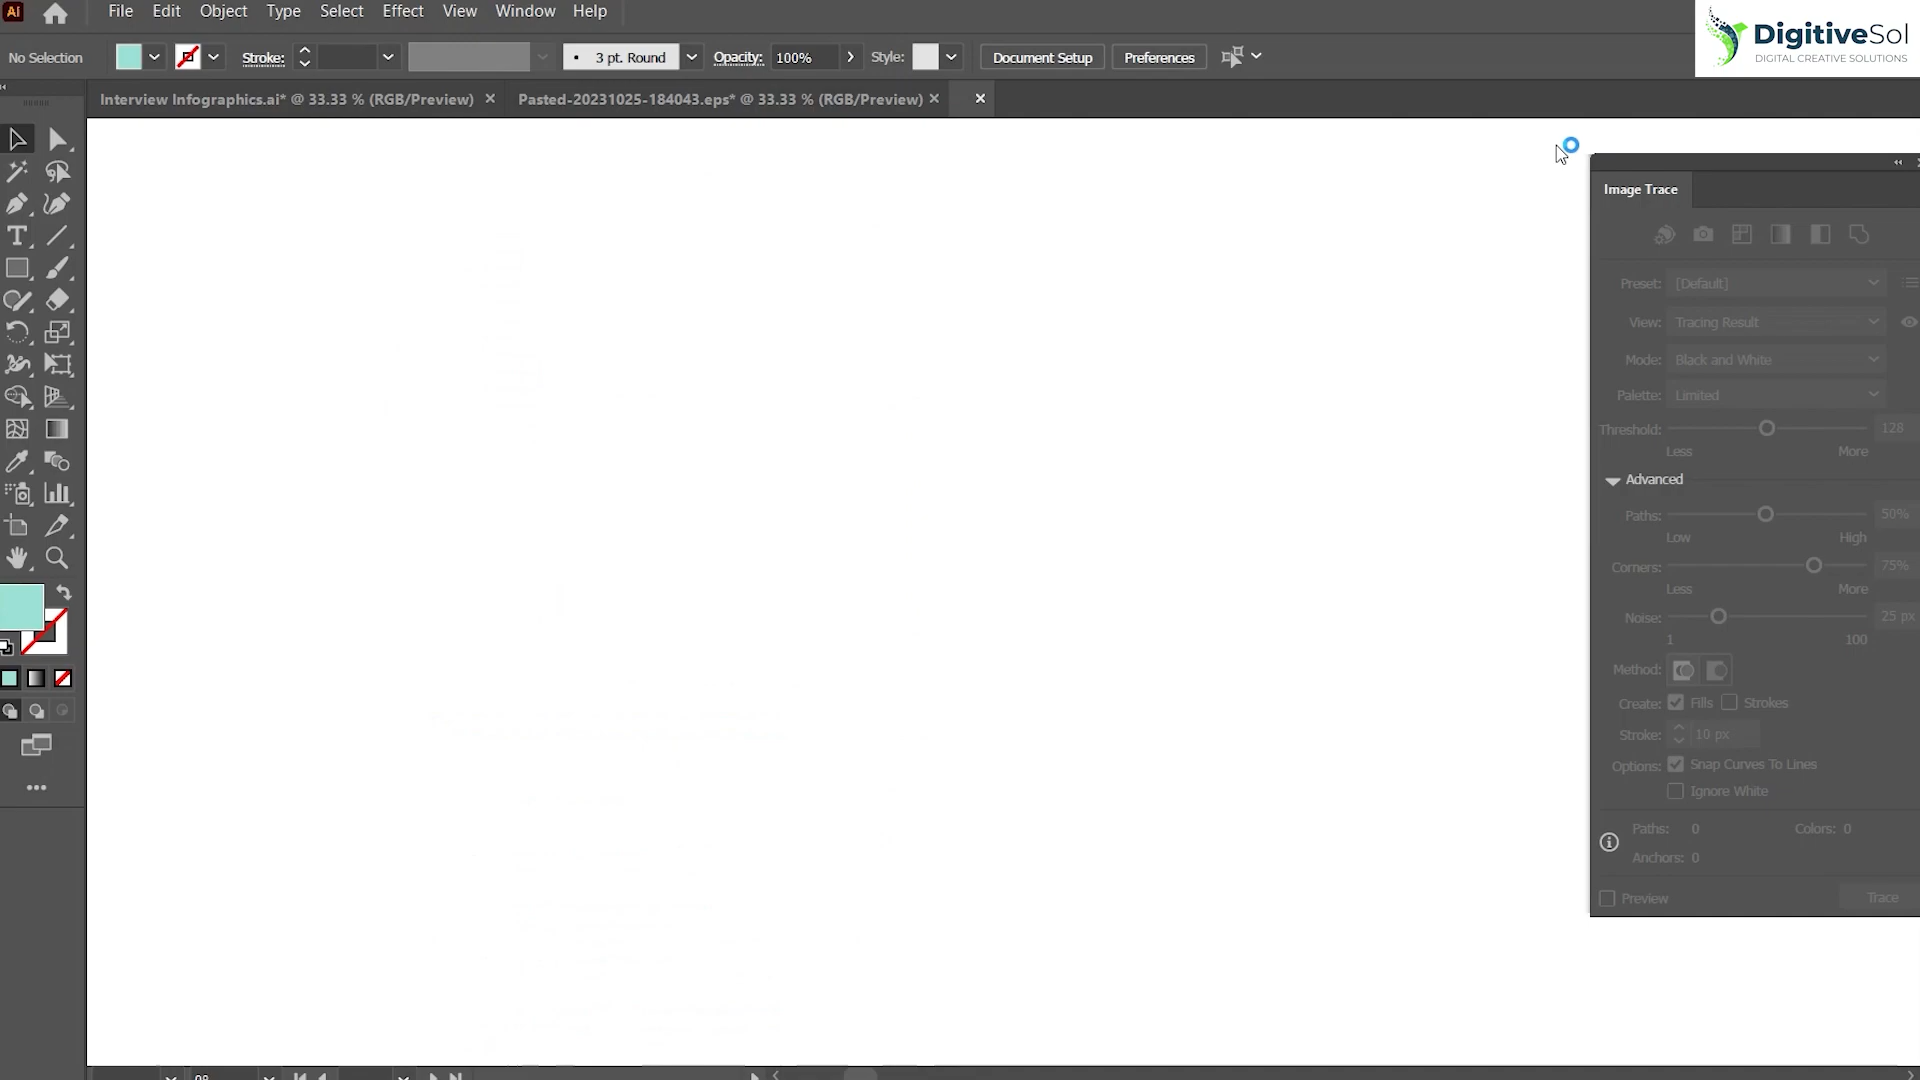 Ai File Edit Object Type Select Effect View Window Help
DigitiveSol
DIGITAL CREATIVE SOLUTIONS
No Selection Stroke: 3 pt. Round Opacity: 100% Style: Document Setup Preferences
Interview Infographics.ai* @ 33.33 % (RGB/Preview) Pasted-20231025-184043.eps* @ 33.33 % (RGB/Preview)
Image Trace
Preset: [Default]
View: Tracing Result
Mode: Black and White
Palette: Limited
Threshold: 128
Less More
Advanced
Paths: 50%
Low High
Corners: 75%
Less More
Noise: 25 px
1 100
Method:
Create: Fills Strokes
Stroke: 10 px
Options: Snap Curves To Lines
Ignore White
Paths: 0 Colors: 0
Anchors: 0
Preview Trace